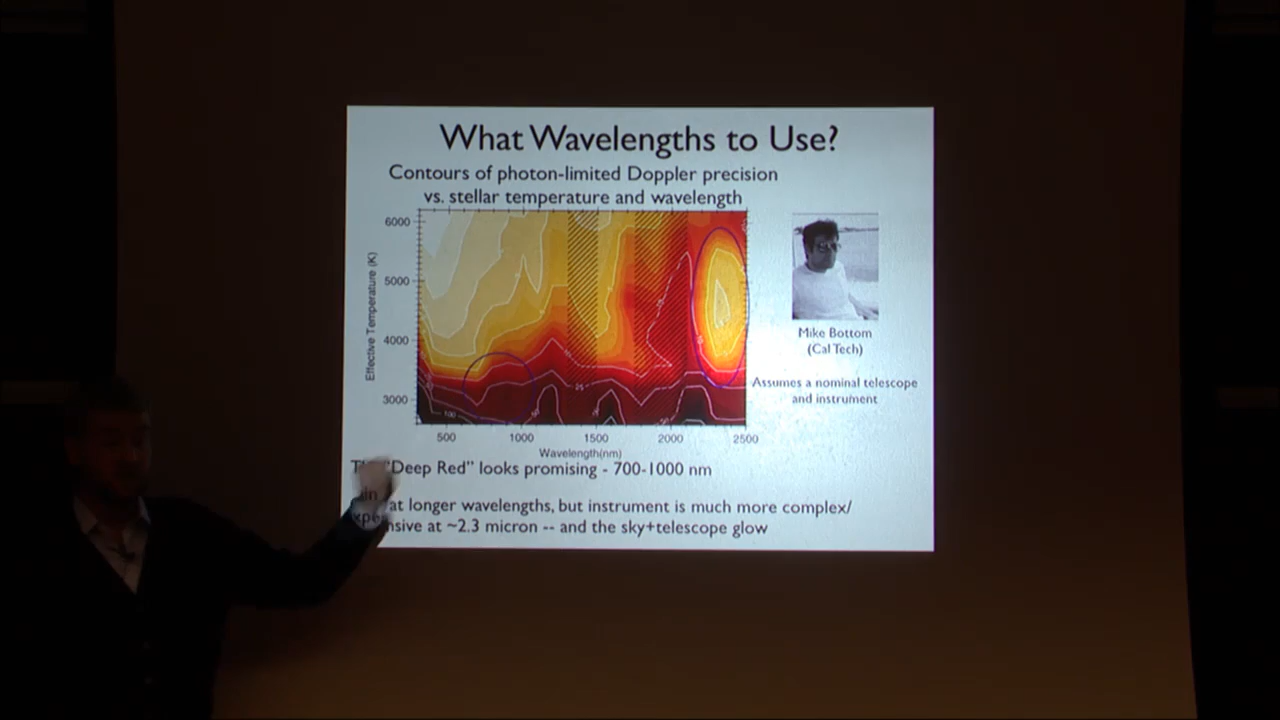 What Wavelengths to Use?
Contours of photon-limited Doppler precision
vs. stellar temperature and wavelength
6000
5000
4000
3000
Effective Temperature (K)
500
1000
1500
2000
2500
Wavelength(nm)
100
25
Mike Bottom
(Cal Tech)
Assumes a nominal telescope
and instrument
"Deep Red" looks promising - 700-1000 nm
at longer wavelengths, but instrument is much more complex/
at ~2.3 micron -- and the sky+telescope glow